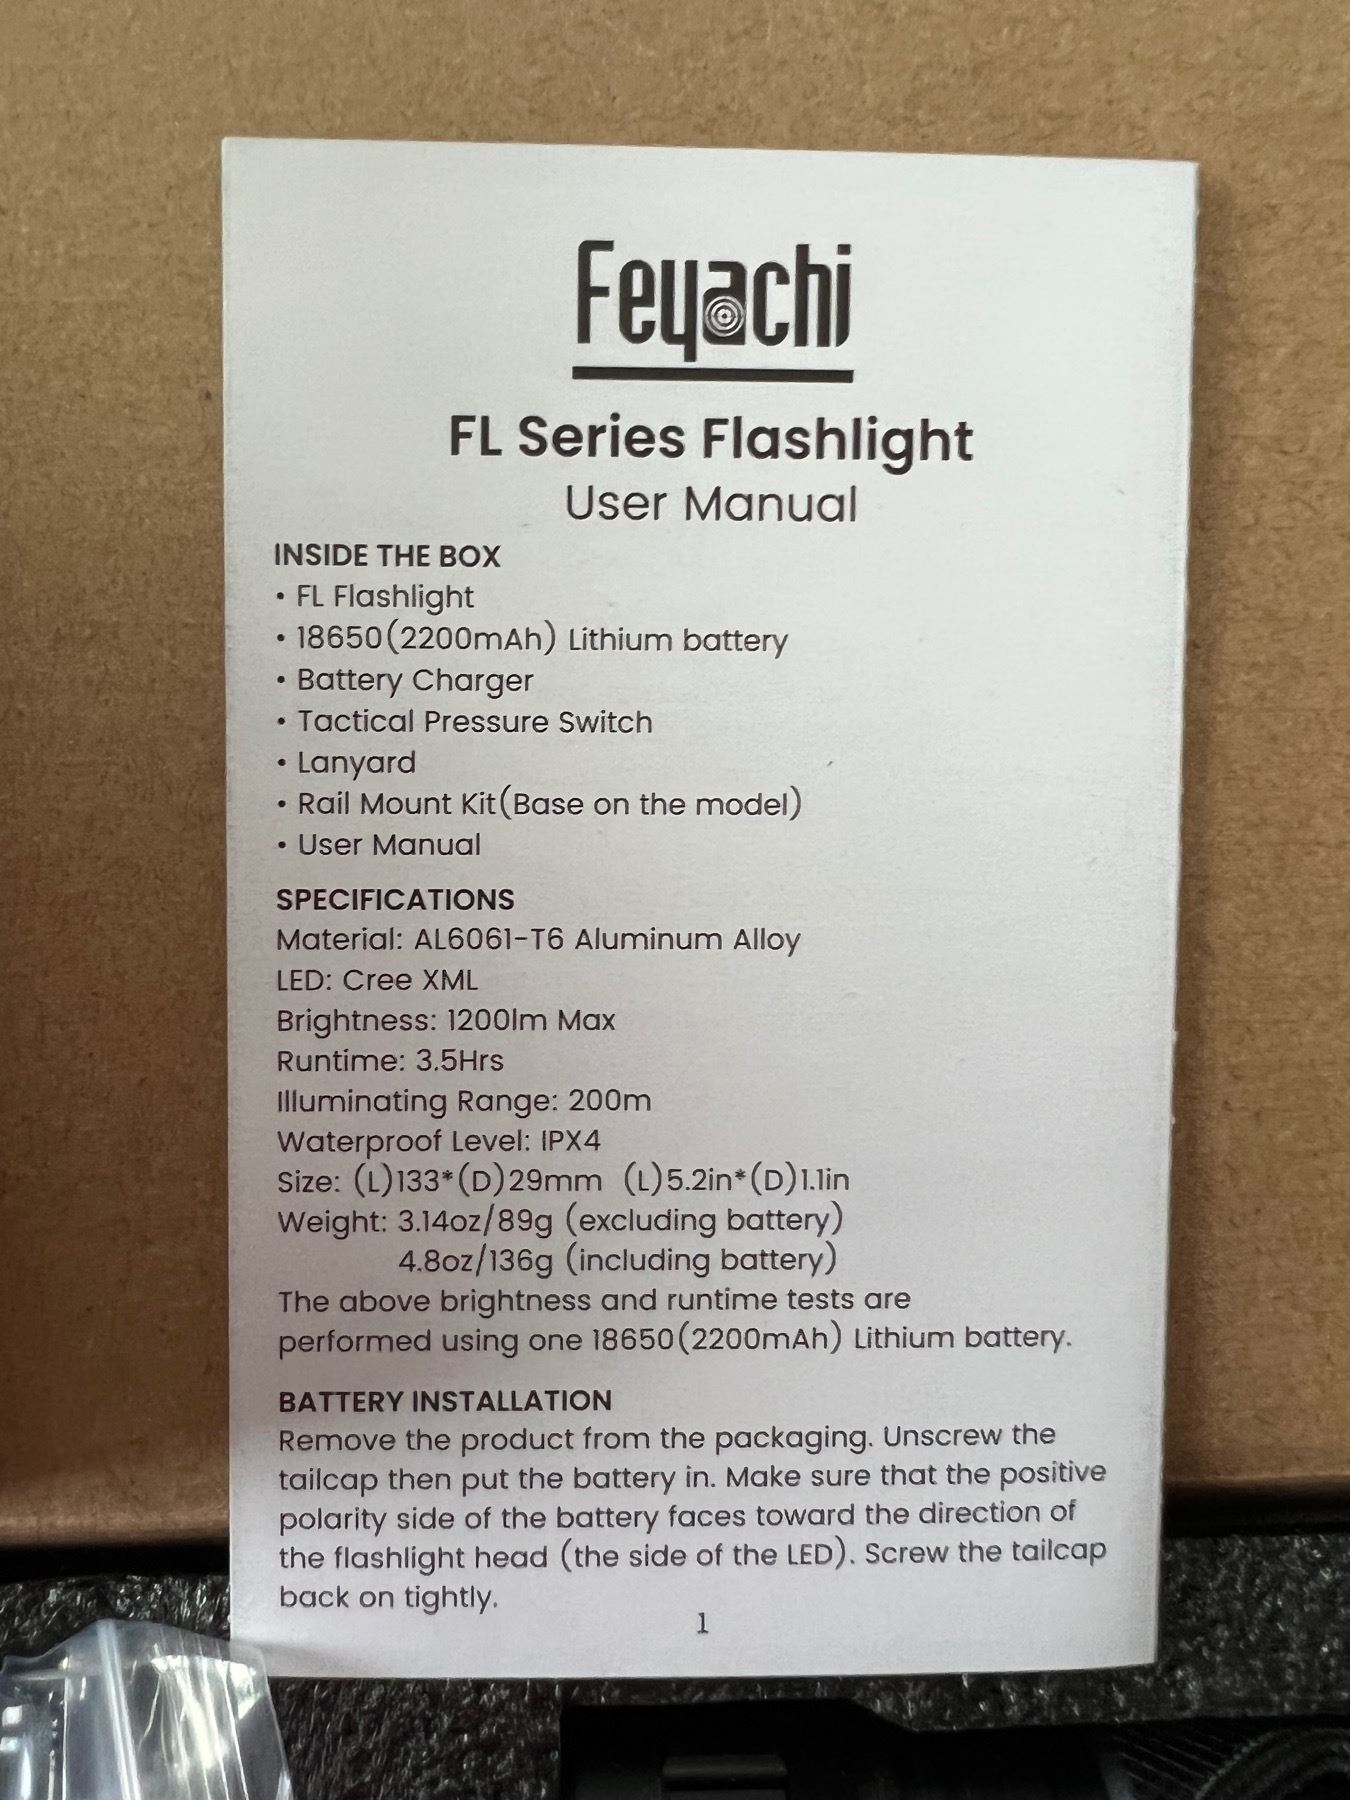 Feyachi
FL Series Flashlight
User Manual
INSIDE THE BOX
• FL Flashlight
• 18650(2200mAh) Lithium battery
• Battery Charger
• Tactical Pressure Switch
• Lanyard
• Rail Mount Kit(Base on the model)
• User Manual
SPECIFICATIONS
Material: AL6061-T6 Aluminum Alloy
LED: Cree XML
Brightness: 1200lm Max
Runtime: 3.5Hrs
Illuminating Range: 200m
Waterproof Level: IPX4
Size: (L)133*(D)29mm (L)5.2in*(D)1.1in
Weight: 3.14oz/89g (excluding battery)
4.8oz/136g (including battery)
The above brightness and runtime tests are
performed using one 18650(2200mAh) Lithium battery.
BATTERY INSTALLATION
Remove the product from the packaging. Unscrew the
tailcap then put the battery in. Make sure that the positive
polarity side of the battery faces toward the direction of
the flashlight head (the side of the LED). Screw the tailcap
back on tightly.
1